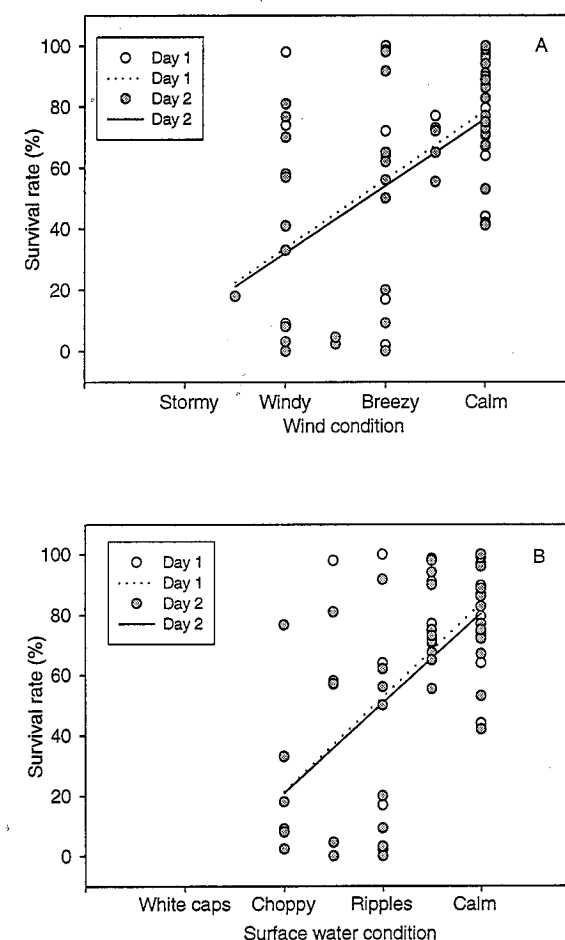 A
Day 1
Day 1
Day 2
Day 2
100
80
60
40
20
0
Survival rate (%)
Stormy Windy Breezy Calm
Wind condition
B
Day 1
Day 1
Day 2
Day 2
100
80
60
40
20
0
Survival rate (%)
White caps Choppy Ripples Calm
Surface water condition